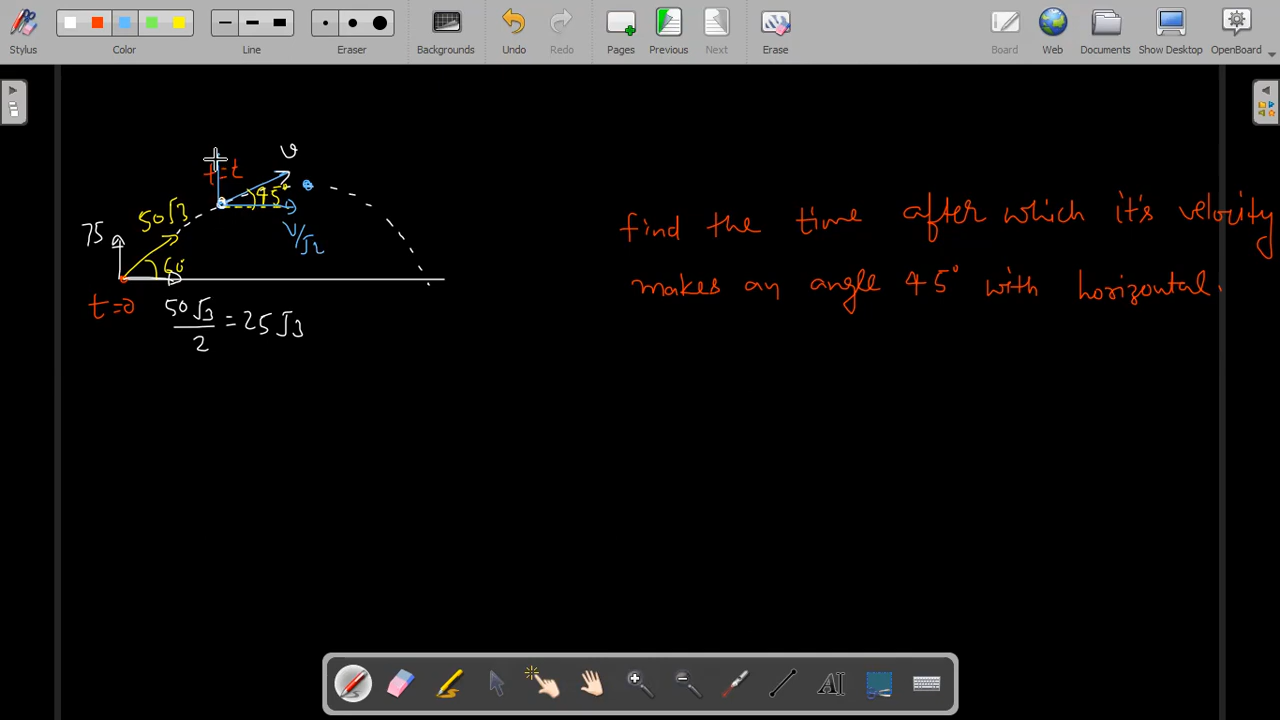 Stylus
Color
Line
Eraser
Backgrounds
Undo
Redo
Pages
Previous
Next
Erase
Board
Web
Documents
Show Desktop
OpenBoard
v
t=t
45°
50√3
75
60°
v/√2
t=0
50√3/2 = 25√3
find the time after which it's velocity
makes an angle 45° with horizontal.